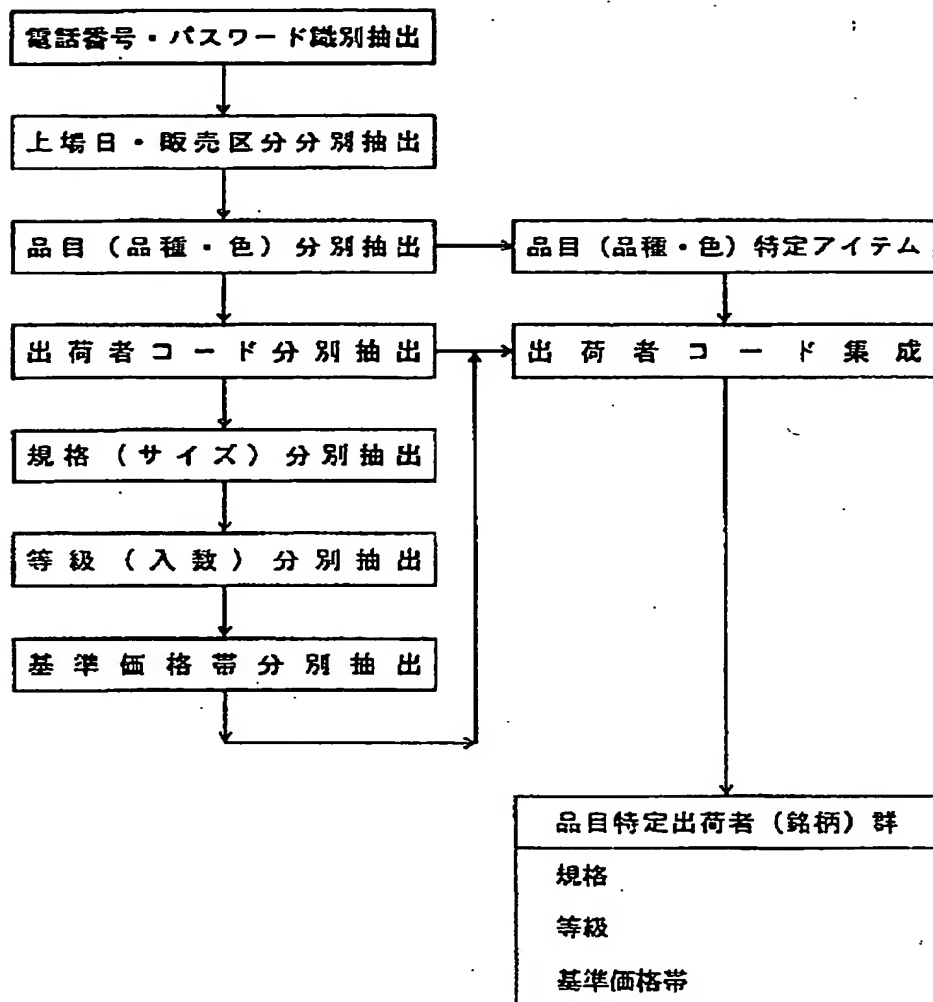 電話番号・パスワード識別抽出
上場日・販売区分分別抽出
品目（品種・色）分別抽出
品目（品種・色）特定アイテム
出荷者コード分別抽出
出荷者コード集成
規格（サイズ）分別抽出
等級（入数）分別抽出
基準価格帯分別抽出
品目特定出荷者（銘柄）群
規格
等級
基準価格帯